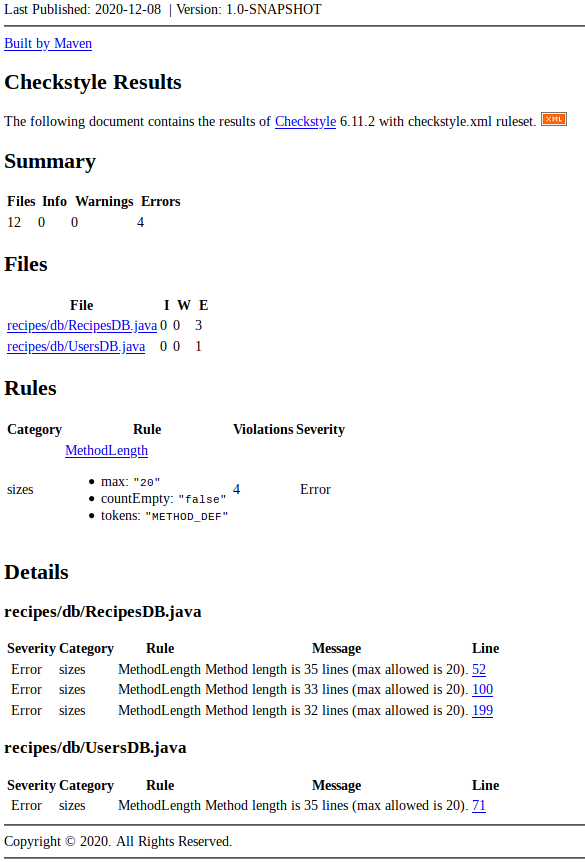 Last Published: 2020-12-08 | Version: 1.0-SNAPSHOT
Built by Maven
Checkstyle Results
The following document contains the results of Checkstyle 6.11.2 with checkstyle.xml ruleset. XML
Summary
Files Info Warnings Errors
12 0 0 4
Files
File I W E
recipes/db/RecipesDB.java 0 0 3
recipes/db/UsersDB.java 0 0 1
Rules
Category Rule Violations Severity
MethodLength
• max: "20"
sizes • countEmpty: "false" 4 Error
• tokens: "METHOD_DEF"
Details
recipes/db/RecipesDB.java
Severity Category Rule Message Line
Error sizes MethodLength Method length is 35 lines (max allowed is 20). 52
Error sizes MethodLength Method length is 33 lines (max allowed is 20). 100
Error sizes MethodLength Method length is 32 lines (max allowed is 20). 199
recipes/db/UsersDB.java
Severity Category Rule Message Line
Error sizes MethodLength Method length is 35 lines (max allowed is 20). 71
Copyright © 2020. All Rights Reserved.